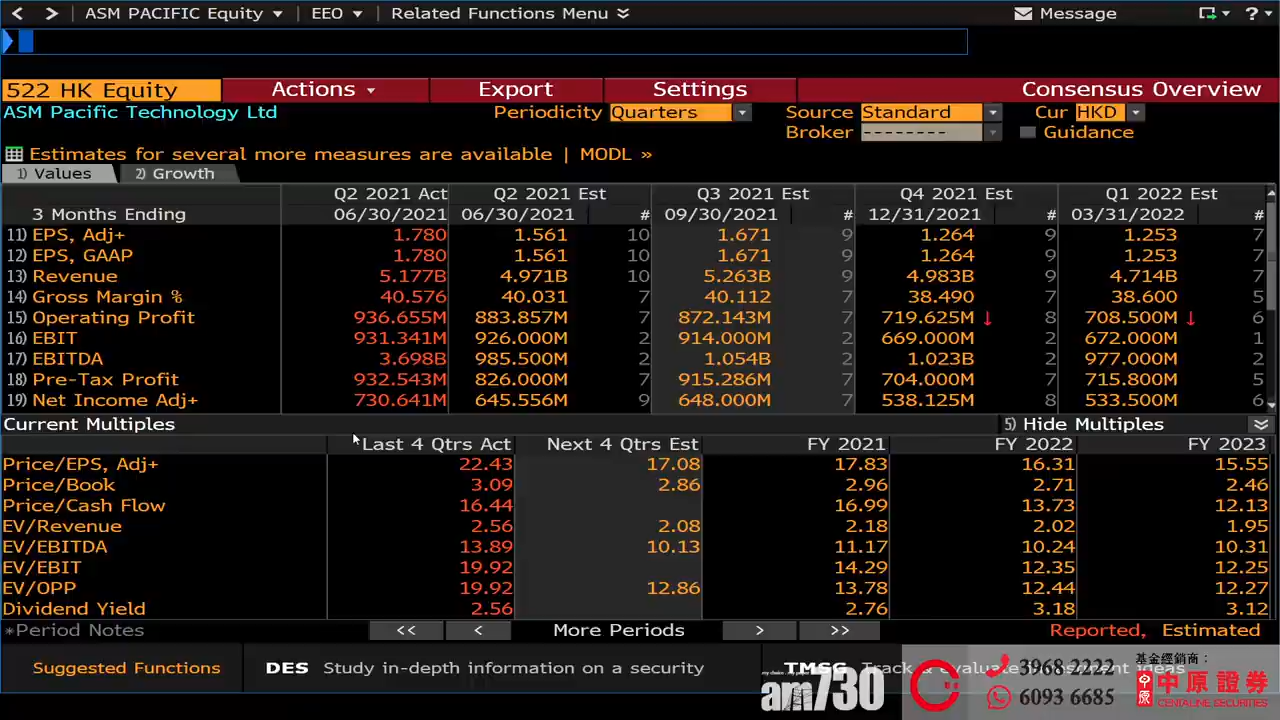 ASM PACIFIC Equity EEO Related Functions Menu Message ?
522 HK Equity Actions Export Settings Consensus Overview
ASM Pacific Technology Ltd Periodicity Quarters Source Standard Cur HKD
Broker -------- Guidance
Estimates for several more measures are available | MODL »
1) Values 2) Growth
Q2 2021 Act Q2 2021 Est Q3 2021 Est Q4 2021 Est Q1 2022 Est
3 Months Ending 06/30/2021 06/30/2021 # 09/30/2021 # 12/31/2021 # 03/31/2022 #
11) EPS, Adj+ 1.780 1.561 10 1.671 9 1.264 9 1.253 7
12) EPS, GAAP 1.780 1.561 10 1.671 9 1.264 9 1.253 7
13) Revenue 5.177B 4.971B 10 5.263B 9 4.983B 9 4.714B 7
14) Gross Margin % 40.576 40.031 7 40.112 7 38.490 7 38.600 5
15) Operating Profit 936.655M 883.857M 7 872.143M 7 719.625M ↓ 8 708.500M ↓ 6
16) EBIT 931.341M 926.000M 2 914.000M 2 669.000M 2 672.000M 1
17) EBITDA 3.698B 985.500M 2 1.054B 2 1.023B 2 977.000M 2
18) Pre-Tax Profit 932.543M 826.000M 7 915.286M 7 704.000M 7 715.800M 5
19) Net Income Adj+ 730.641M 645.556M 9 648.000M 7 538.125M 8 533.500M 6
Current Multiples 5) Hide Multiples
Last 4 Qtrs Act Next 4 Qtrs Est FY 2021 FY 2022 FY 2023
Price/EPS, Adj+ 22.43 17.08 17.83 16.31 15.55
Price/Book 3.09 2.86 2.96 2.71 2.46
Price/Cash Flow 16.44 16.99 13.73 12.13
EV/Revenue 2.56 2.08 2.18 2.02 1.95
EV/EBITDA 13.89 10.13 11.17 10.24 10.31
EV/EBIT 19.92 14.29 12.35 12.25
EV/OPP 19.92 12.86 13.78 12.44 12.27
Dividend Yield 2.56 2.76 3.18 3.12
*Period Notes << < More Periods > >> Reported, Estimated
Suggested Functions DES Study in-depth information on a security TMSG Track & evaluate investment ideas
am730
3968 2222
6093 6685
基金經銷商：
中原證券
CENTALINE SECURITIES